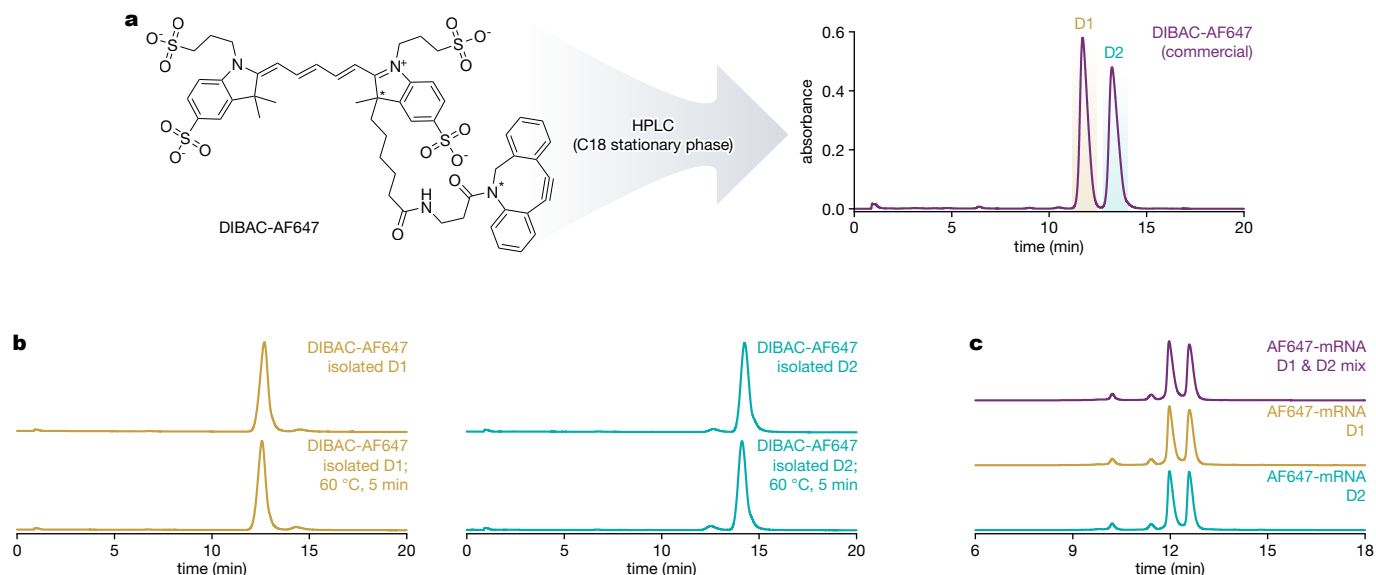 a
O
O⁻
S
O
N
N⁺
O
S
O⁻
O
*
O⁻
S
O
O
S
O
O
O⁻
O
N
*
H
N
O
DIBAC-AF647
HPLC
(C18 stationary phase)
D1
D2
DIBAC-AF647
(commercial)
absorbance
0.6
0.4
0.2
0.0
0
5
10
15
20
time (min)
b
DIBAC-AF647
isolated D1
DIBAC-AF647
isolated D1;
60 °C, 5 min
0
5
10
15
20
time (min)
DIBAC-AF647
isolated D2
DIBAC-AF647
isolated D2;
60 °C, 5 min
0
5
10
15
20
time (min)
c
AF647-mRNA
D1 & D2 mix
AF647-mRNA
D1
AF647-mRNA
D2
6
9
12
15
18
time (min)